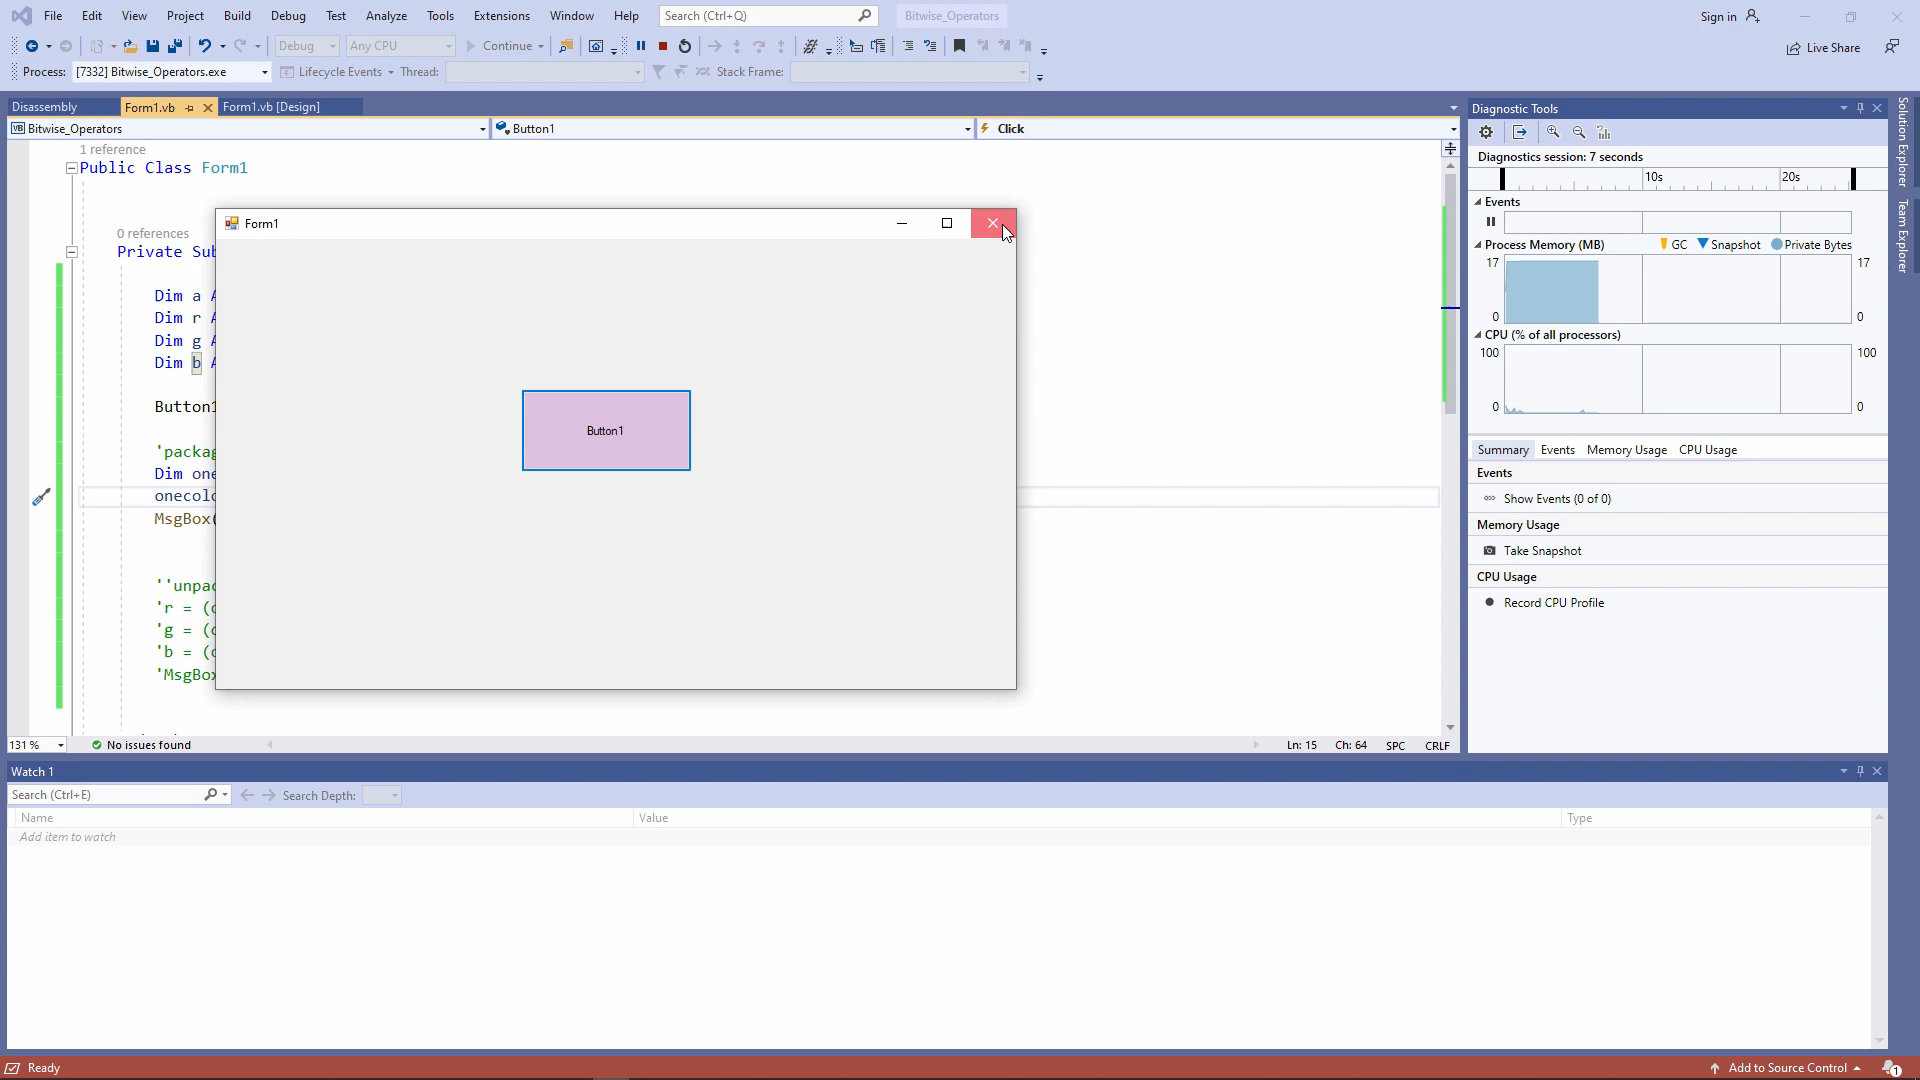 File Edit View Project Build Debug Test Analyze Tools Extensions Window Help Search (Ctrl+Q) Bitwise_Operators Sign in
Debug Any CPU Continue Live Share
Process: [7332] Bitwise_Operators.exe Lifecycle Events Thread: Stack Frame:
Disassembly Form1.vb Form1.vb [Design]
VB Bitwise_Operators Button1 Click
1 reference
Public Class Form1
0 references
Private Sub
Dim a
Dim r
Dim g
Dim b
Button1
'packag
Dim one
onecolo
MsgBox(
''unpac
'r = (c
'g = (c
'b = (c
'MsgBox
Form1
Button1
131 % No issues found Ln: 15 Ch: 64 SPC CRLF
Diagnostic Tools
Diagnostics session: 7 seconds
10s 20s
Events
Process Memory (MB) GC Snapshot Private Bytes
17 17
0 0
CPU (% of all processors)
100 100
0 0
Summary Events Memory Usage CPU Usage
Events
Show Events (0 of 0)
Memory Usage
Take Snapshot
CPU Usage
Record CPU Profile
Solution Explorer
Team Explorer
Watch 1
Search (Ctrl+E) Search Depth:
Name Value Type
Add item to watch
Ready Add to Source Control 1